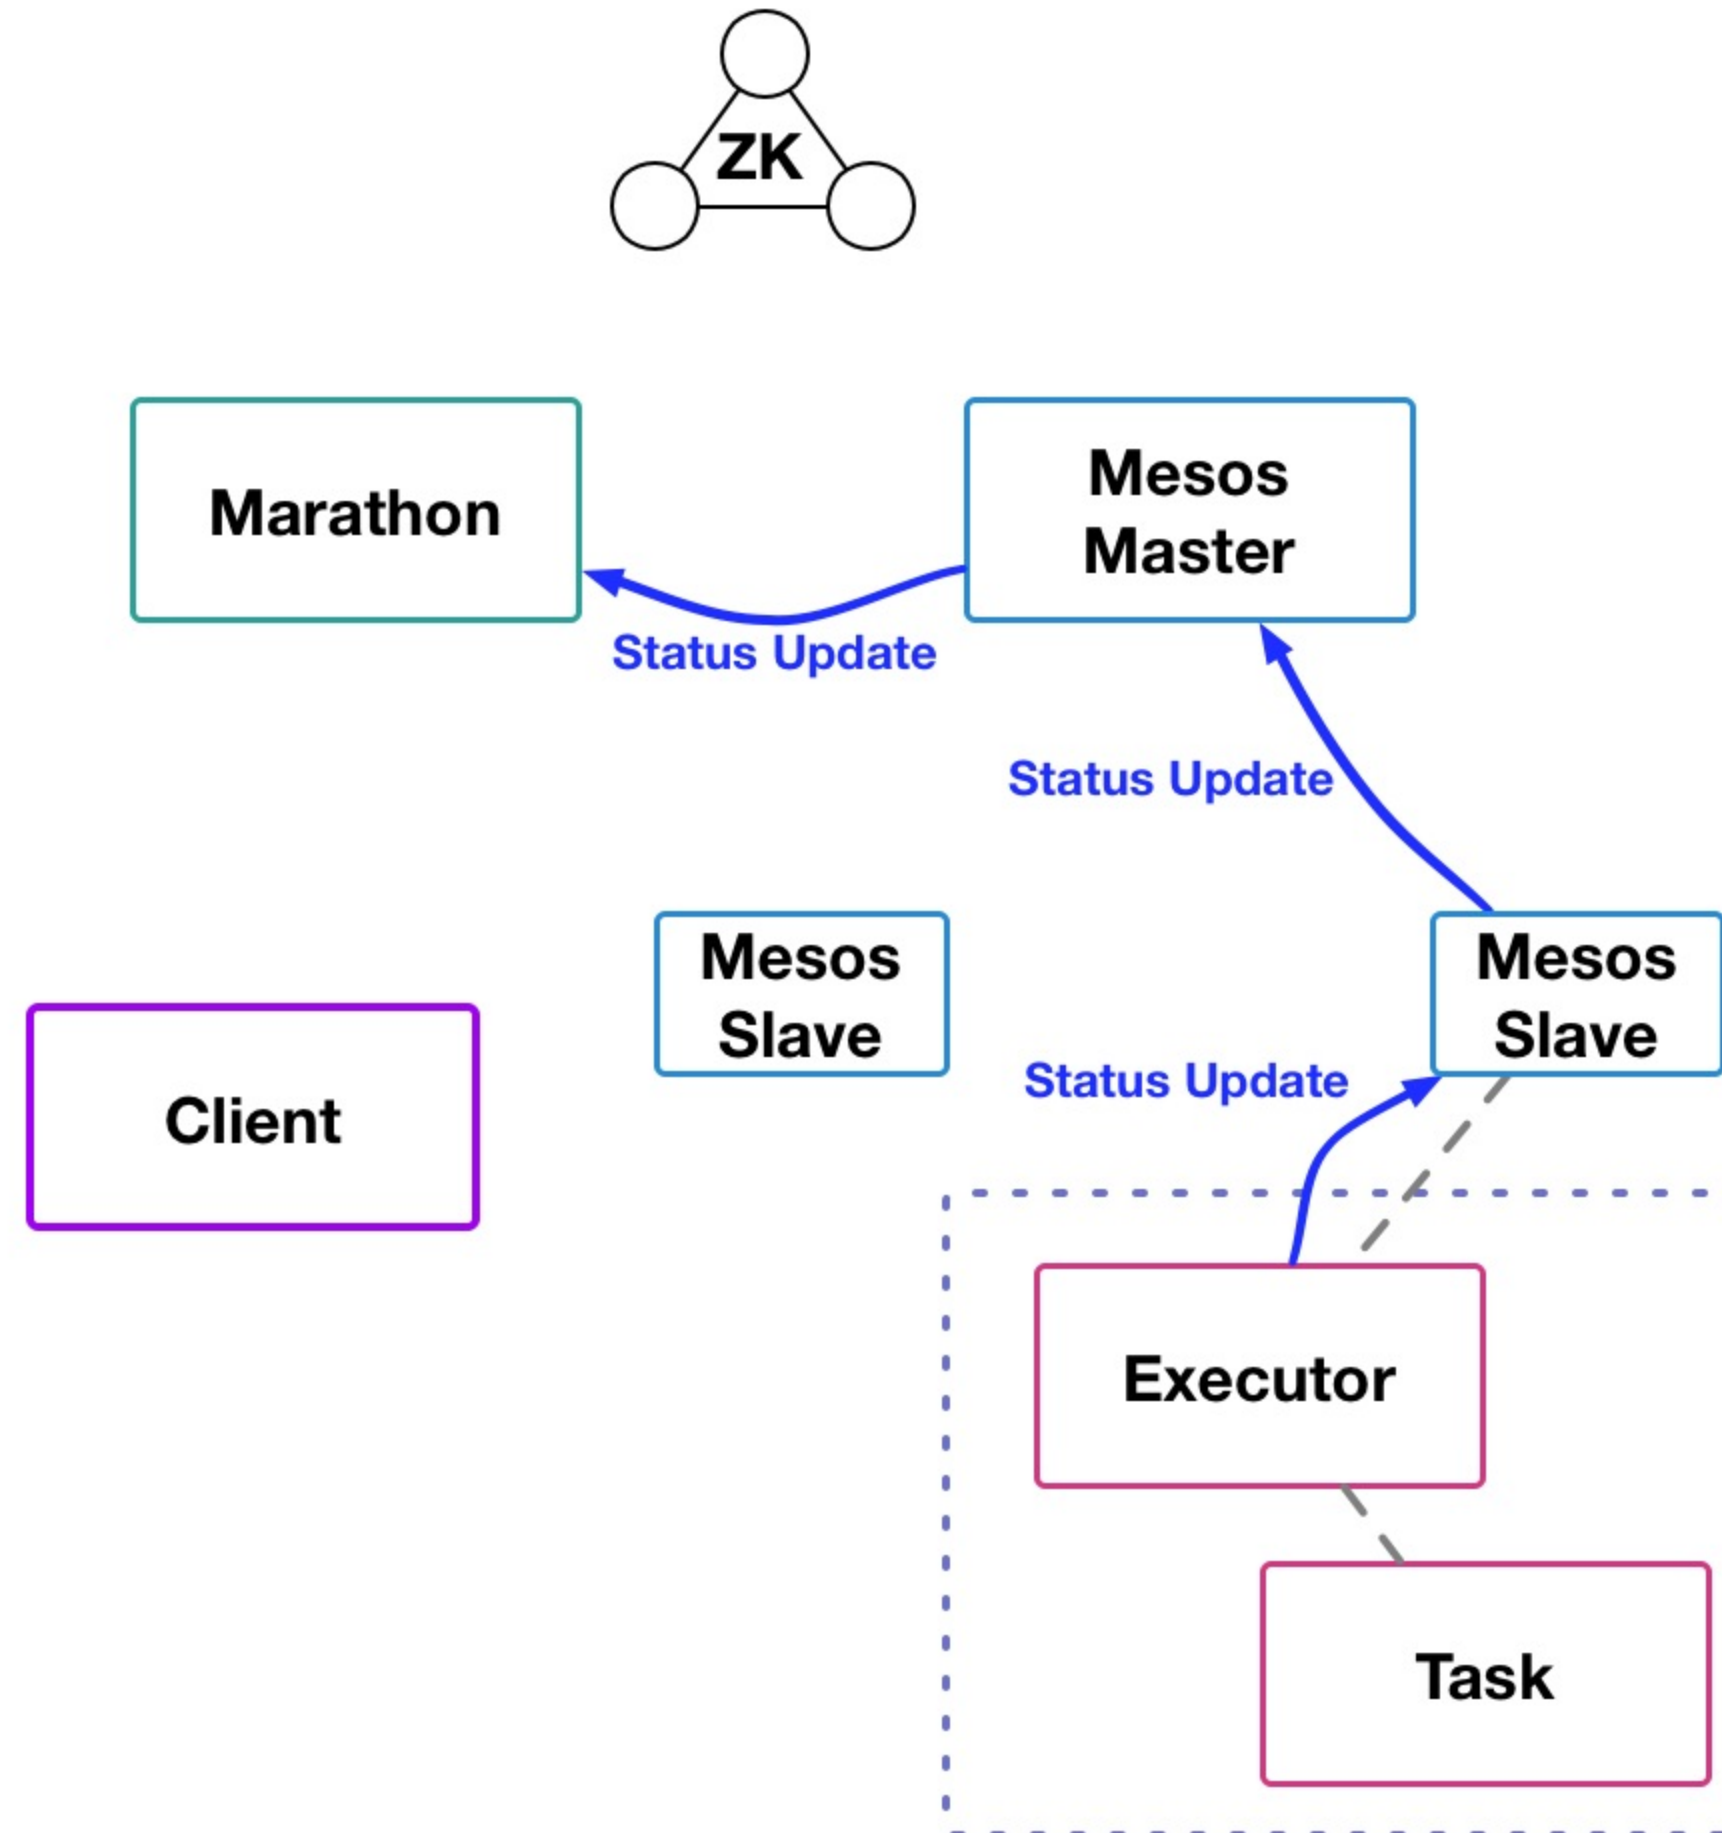 ZK
Marathon
Mesos
Master
Status Update
Status Update
Mesos
Slave
Mesos
Slave
Client
Status Update
Executor
Task